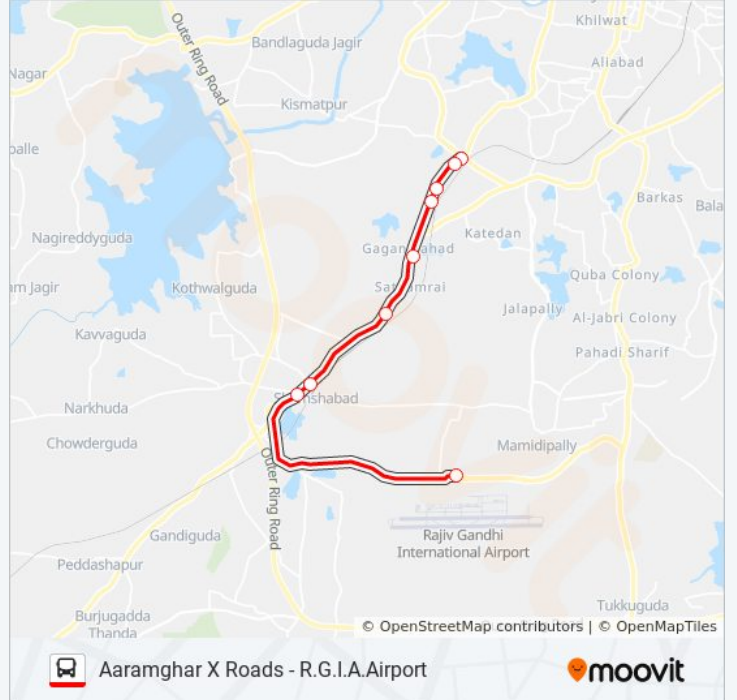 Khilwat
Outer Ring Road
Bandlaguda Jagir
Aliabad
Nagar
Kismatpur
palle
Barkas
Bala
Katedan
Nagireddyguda
Quba Colony
am Jagir
Kothwalguda
Jalapally
Al-Jabri Colony
Kavvaguda
Pahadi Sharif
Narkhuda
Chowderguda
Mamidipally
Outer Ring Road
Gandiguda
Rajiv Gandhi
International Airport
Peddashapur
Tukkuguda
Burjugadda
Thanda
© OpenStreetMap contributors | © OpenMapTiles
Aaramghar X Roads - R.G.I.A.Airport
moovit